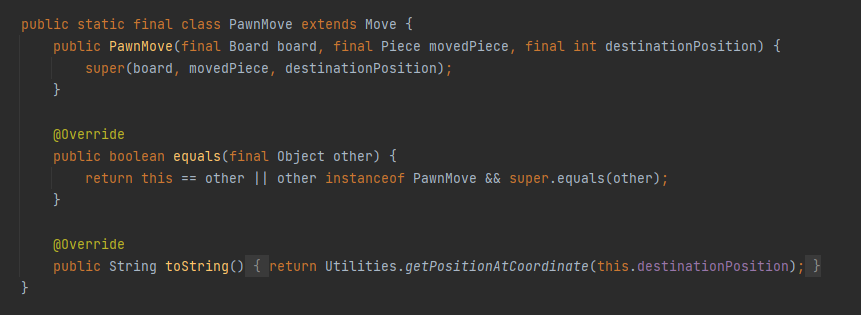 public static final class PawnMove extends Move {
public PawnMove(final Board board, final Piece movedPiece, final int destinationPosition) {
super(board, movedPiece, destinationPosition);
}
@Override
public boolean equals(final Object other) {
return this == other || other instanceof PawnMove && super.equals(other);
}
@Override
public String toString() { return Utilities.getPositionAtCoordinate(this.destinationPosition); }
}